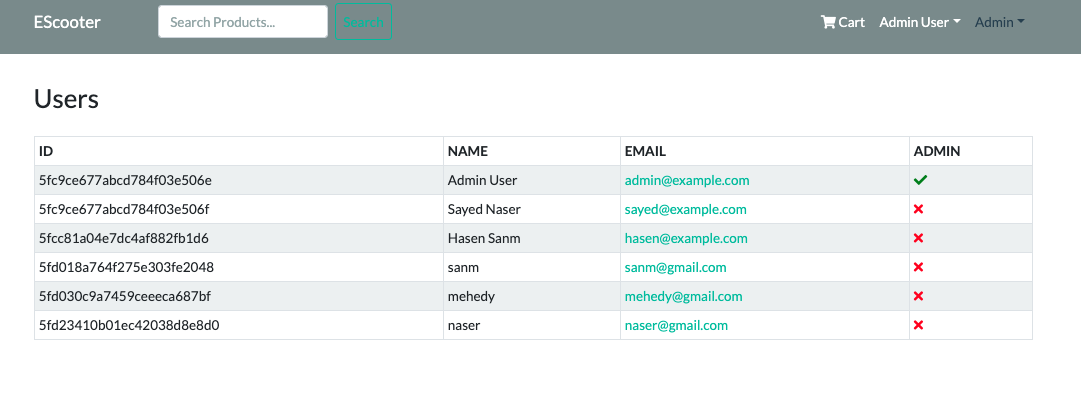 EScooter Search Products... Search Cart Admin User Admin
Users
ID NAME EMAIL ADMIN
5fc9ce677abcd784f03e506e Admin User admin@example.com
5fc9ce677abcd784f03e506f Sayed Naser sayed@example.com
5fcc81a04e7dc4af882fb1d6 Hasen Sanm hasen@example.com
5fd018a764f275e303fe2048 sanm sanm@gmail.com
5fd030c9a7459ceeeca687bf mehedy mehedy@gmail.com
5fd23410b01ec42038d8e8d0 naser naser@gmail.com